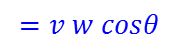 = v w cosθ